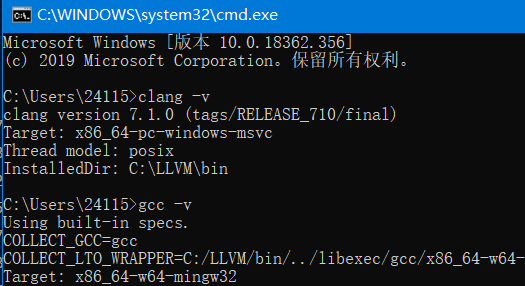 C:\WINDOWS\system32\cmd.exe
Microsoft Windows [版本 10.0.18362.356]
(c) 2019 Microsoft Corporation。保留所有权利。
C:\Users\24115>clang -v
clang version 7.1.0 (tags/RELEASE_710/final)
Target: x86_64-pc-windows-msvc
Thread model: posix
InstalledDir: C:\LLVM\bin
C:\Users\24115>gcc -v
Using built-in specs.
COLLECT_GCC=gcc
COLLECT_LTO_WRAPPER=C:/LLVM/bin/../libexec/gcc/x86_64-w64-
Target: x86_64-w64-mingw32